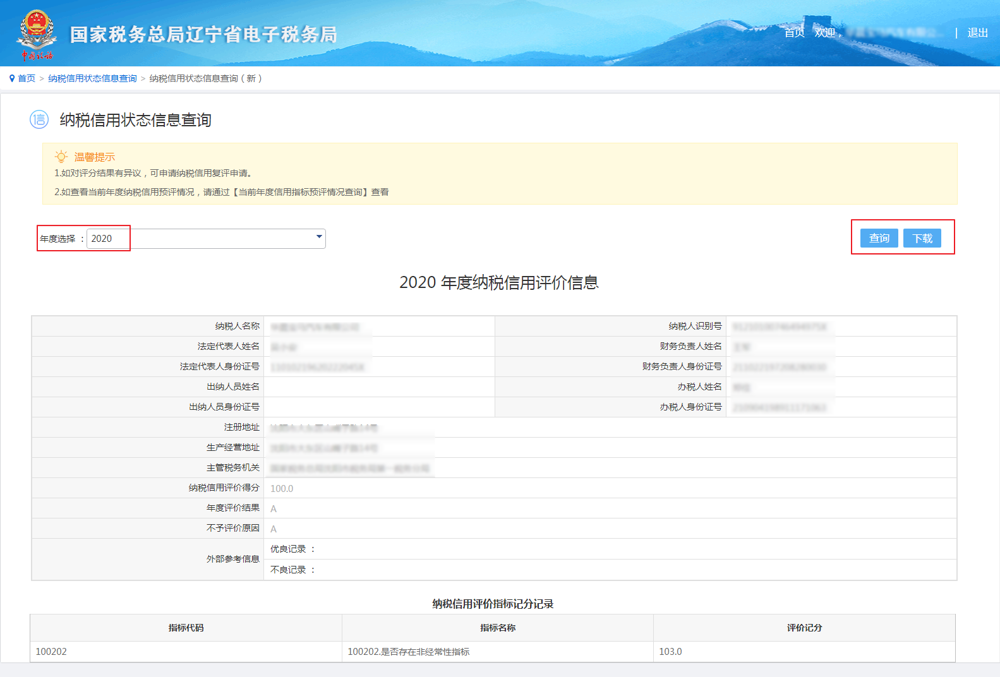 国家税务总局辽宁省电子税务局
首页 欢迎， | 退出
中国税务
首页 > 纳税信用状态信息查询 > 纳税信用状态信息查询（新）
信 纳税信用状态信息查询
温馨提示
1.如对评分结果有异议，可申请纳税信用复评申请。
2.如查看当前年度纳税信用预评情况，请通过【当前年度信用指标预评情况查询】查看
年度选择 ： 2020 查询 下载
2020 年度纳税信用评价信息
纳税人名称 纳税人识别号
法定代表人姓名 财务负责人姓名
法定代表人身份证号 财务负责人身份证号
出纳人员姓名 办税人姓名
出纳人员身份证号 办税人身份证号
注册地址
生产经营地址
主管税务机关
纳税信用评价得分 100.0
年度评价结果 A
不予评价原因 A
外部参考信息
优良记录 ：
不良记录 ：
纳税信用评价指标记分记录
指标代码 指标名称 评价记分
100202 100202.是否存在非经常性指标 103.0